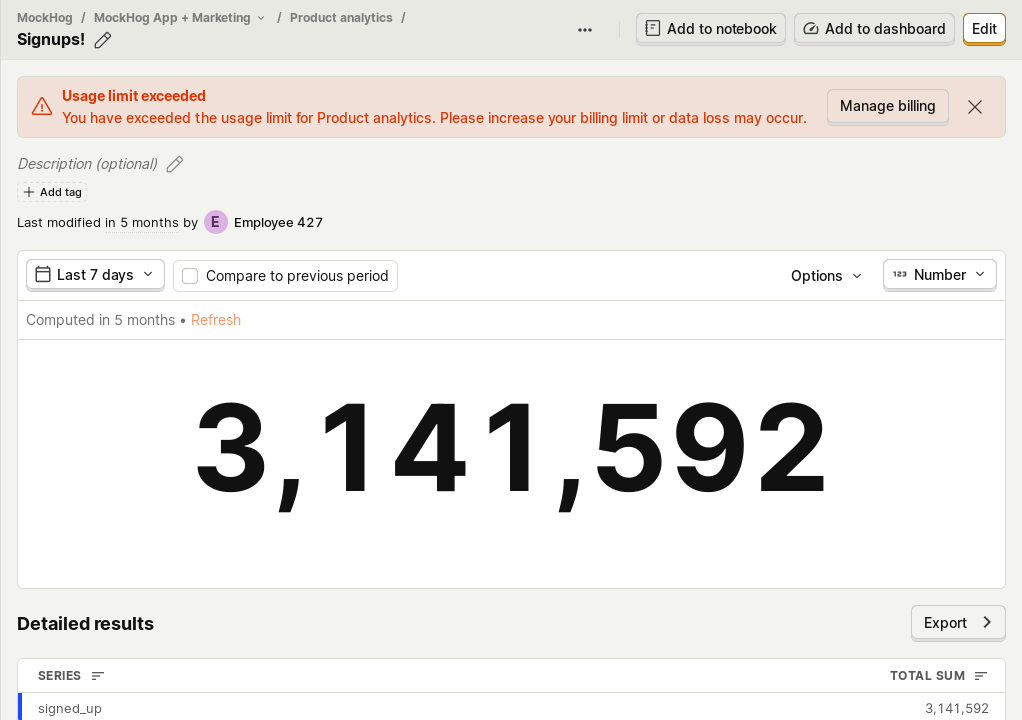 MockHog / MockHog App + Marketing / Product analytics /
Signups!
Add to notebook
Add to dashboard
Edit
Usage limit exceeded
You have exceeded the usage limit for Product analytics. Please increase your billing limit or data loss may occur.
Manage billing
Description (optional)
Add tag
Last modified in 5 months by E Employee 427
Last 7 days
Compare to previous period
Options
123 Number
Computed in 5 months • Refresh
3,141,592
Detailed results
Export
SERIES TOTAL SUM
signed_up 3,141,592